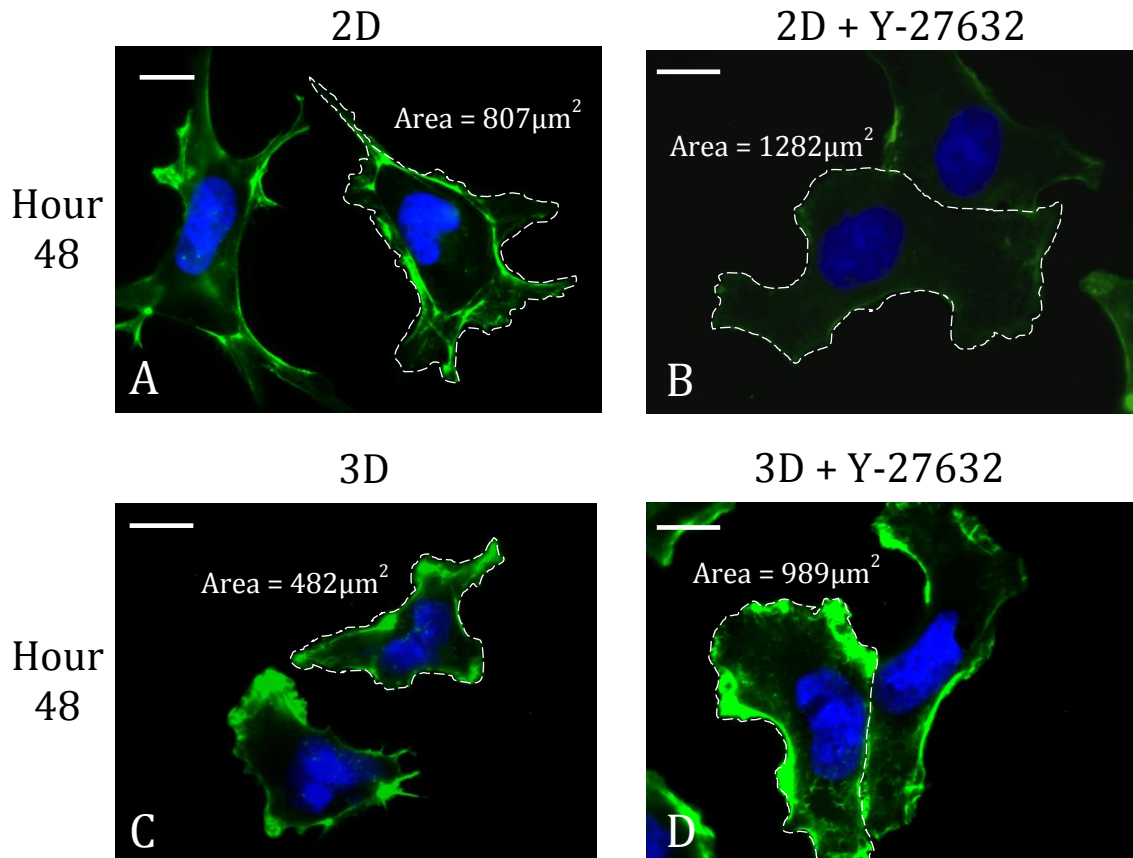 2D
2D + Y-27632
Hour
48
Area = 807μm²
A
Area = 1282μm²
B
3D
3D + Y-27632
Hour
48
Area = 482μm²
C
Area = 989μm²
D